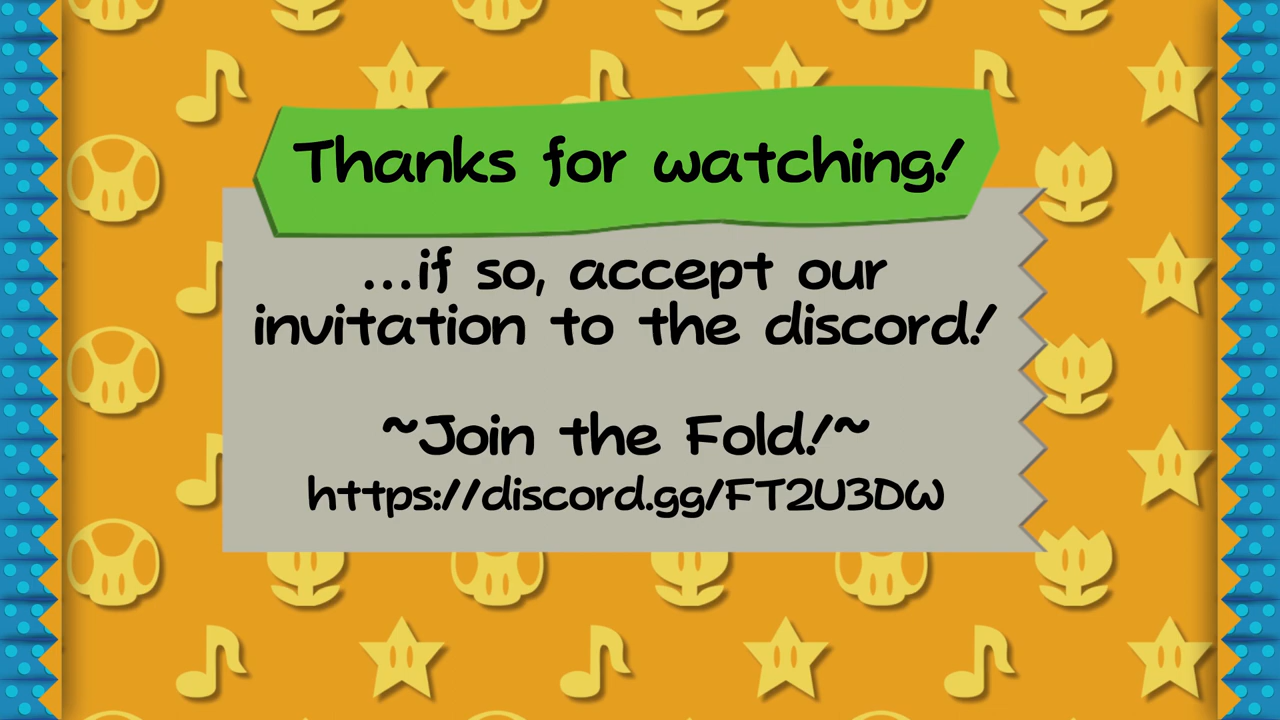 Thanks for watching!
...if so, accept our
invitation to the discord!
~Join the Fold!~
https://discord.gg/FT2U3DW